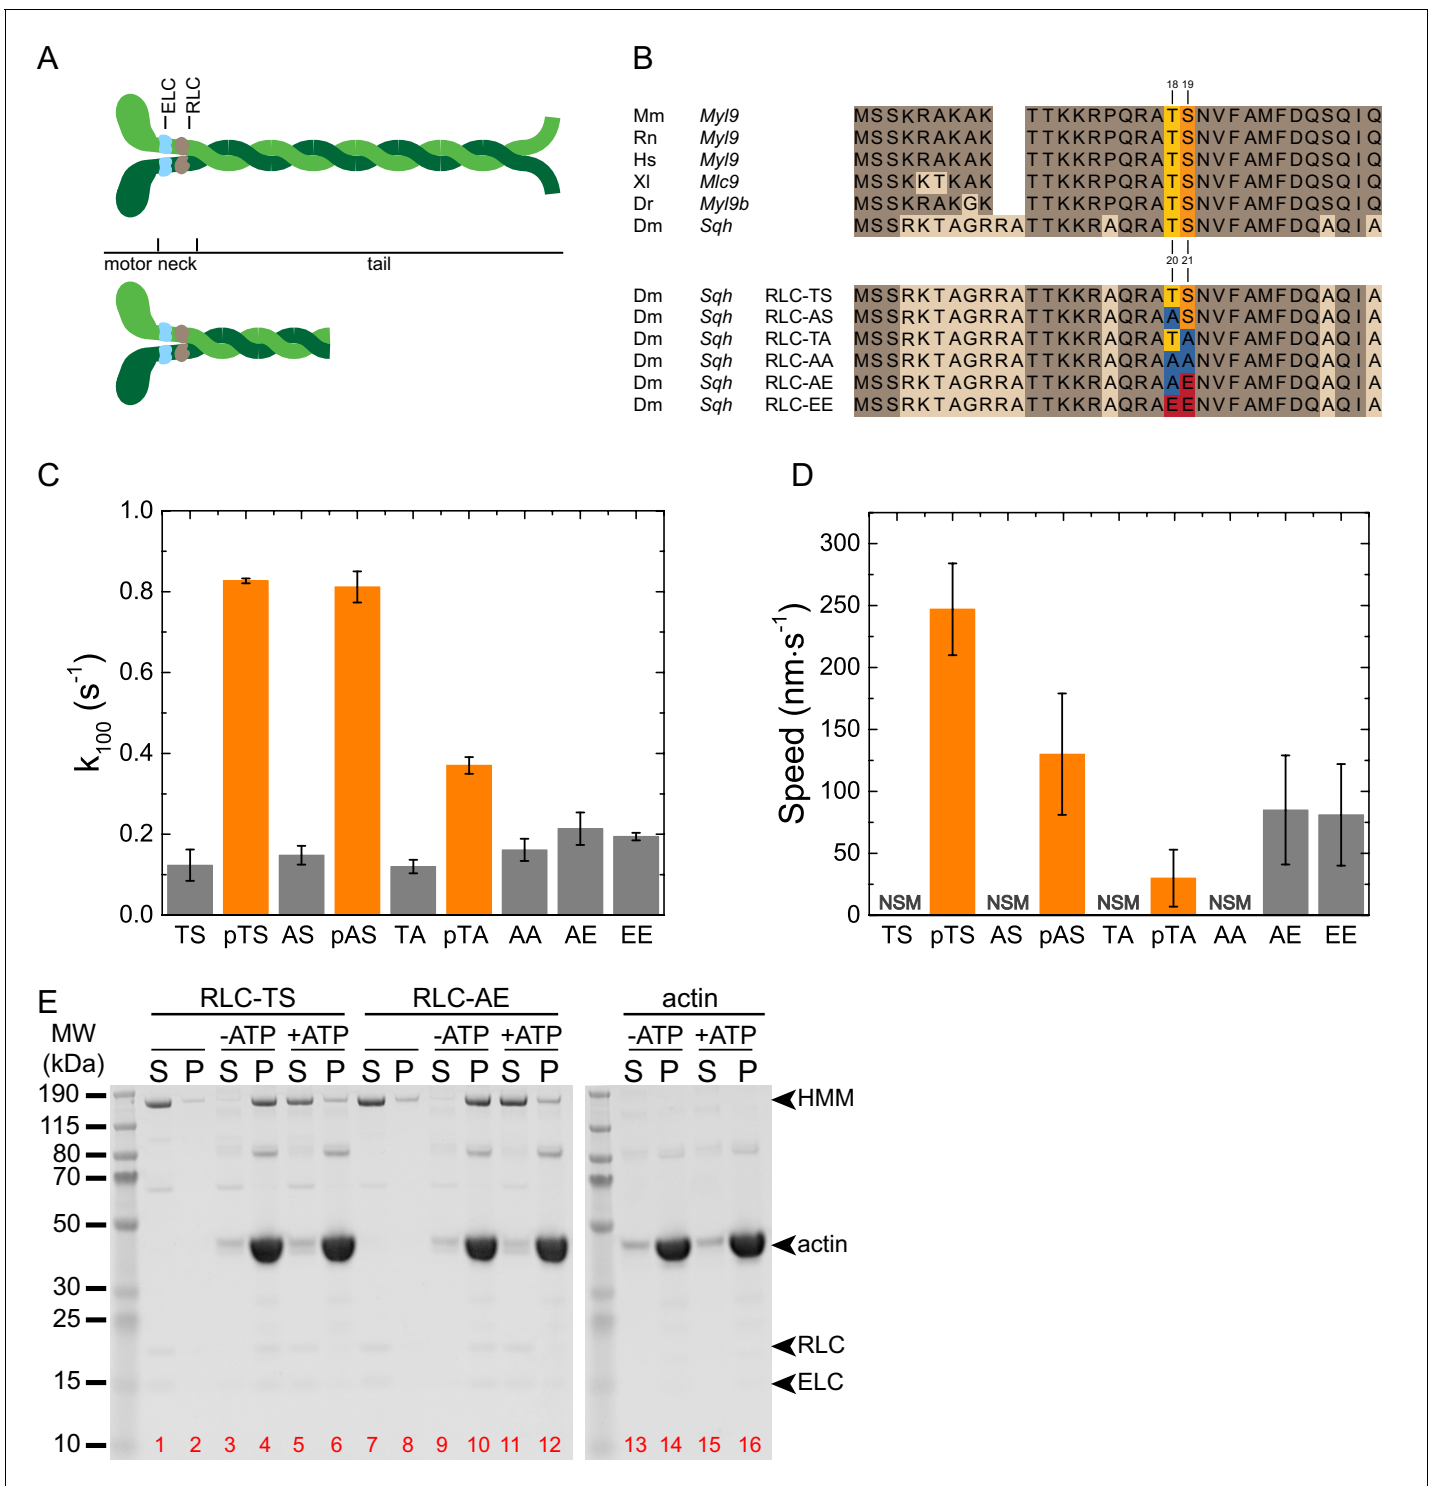 A
ELC
RLC
motor neck tail
B
18 19
Mm Myl9 MSSKRAKAK TTKKRPQRATSNVFAMFDQSQIQ
Rn Myl9 MSSKRAKAK TTKKRPQRATSNVFAMFDQSQIQ
Hs Myl9 MSSKRAKAK TTKKRPQRATSNVFAMFDQSQIQ
Xl Mlc9 MSSKKTKAK TTKKRPQRATSNVFAMFDQSQIQ
Dr Myl9b MSSKRAKGK TTKKRPQRATSNVFAMFDQSQIQ
Dm Sqh MSSRKTAGRRATTKKRAQRATSNVFAMFDQAQIA
20 21
Dm Sqh RLC-TS MSSRKTAGRRATTKKRAQRATSNVFAMFDQAQIA
Dm Sqh RLC-AS MSSRKTAGRRATTKKRAQRAASNVFAMFDQAQIA
Dm Sqh RLC-TA MSSRKTAGRRATTKKRAQRATANVFAMFDQAQIA
Dm Sqh RLC-AA MSSRKTAGRRATTKKRAQRAAANVFAMFDQAQIA
Dm Sqh RLC-AE MSSRKTAGRRATTKKRAQRAAENVFAMFDQAQIA
Dm Sqh RLC-EE MSSRKTAGRRATTKKRAQRAEENVFAMFDQAQIA
C
k100 (s-1)
1.0
0.8
0.6
0.4
0.2
0.0
TS pTS AS pAS TA pTA AA AE EE
D
Speed (nm·s-1)
300
250
200
150
100
50
0
NSM NSM NSM NSM
TS pTS AS pAS TA pTA AA AE EE
E
RLC-TS RLC-AE actin
MW
(kDa)
-ATP +ATP -ATP +ATP -ATP +ATP
S P S P S P S P S P S P S P S P
190
115
80
70
50
30
25
15
10
HMM
actin
RLC
ELC
1 2 3 4 5 6 7 8 9 10 11 12 13 14 15 16